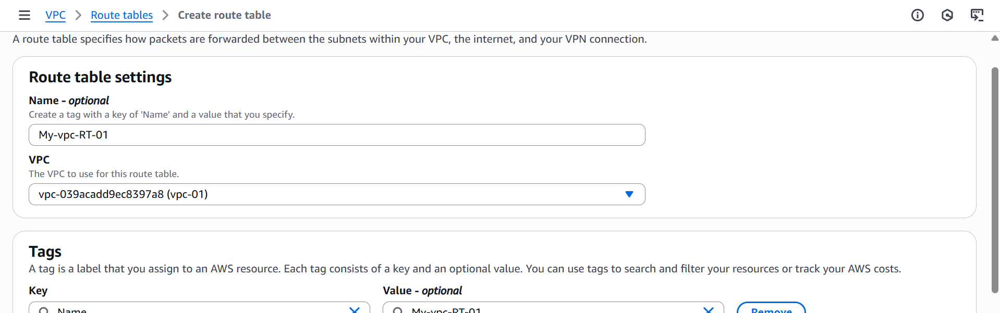 VPC > Route tables > Create route table
A route table specifies how packets are forwarded between the subnets within your VPC, the internet, and your VPN connection.
Route table settings
Name - optional
Create a tag with a key of 'Name' and a value that you specify.
My-vpc-RT-01
VPC
The VPC to use for this route table.
vpc-039acadd9ec8397a8 (vpc-01)
Tags
A tag is a label that you assign to an AWS resource. Each tag consists of a key and an optional value. You can use tags to search and filter your resources or track your AWS costs.
Key Value - optional
Name My-vpc-RT-01 Remove